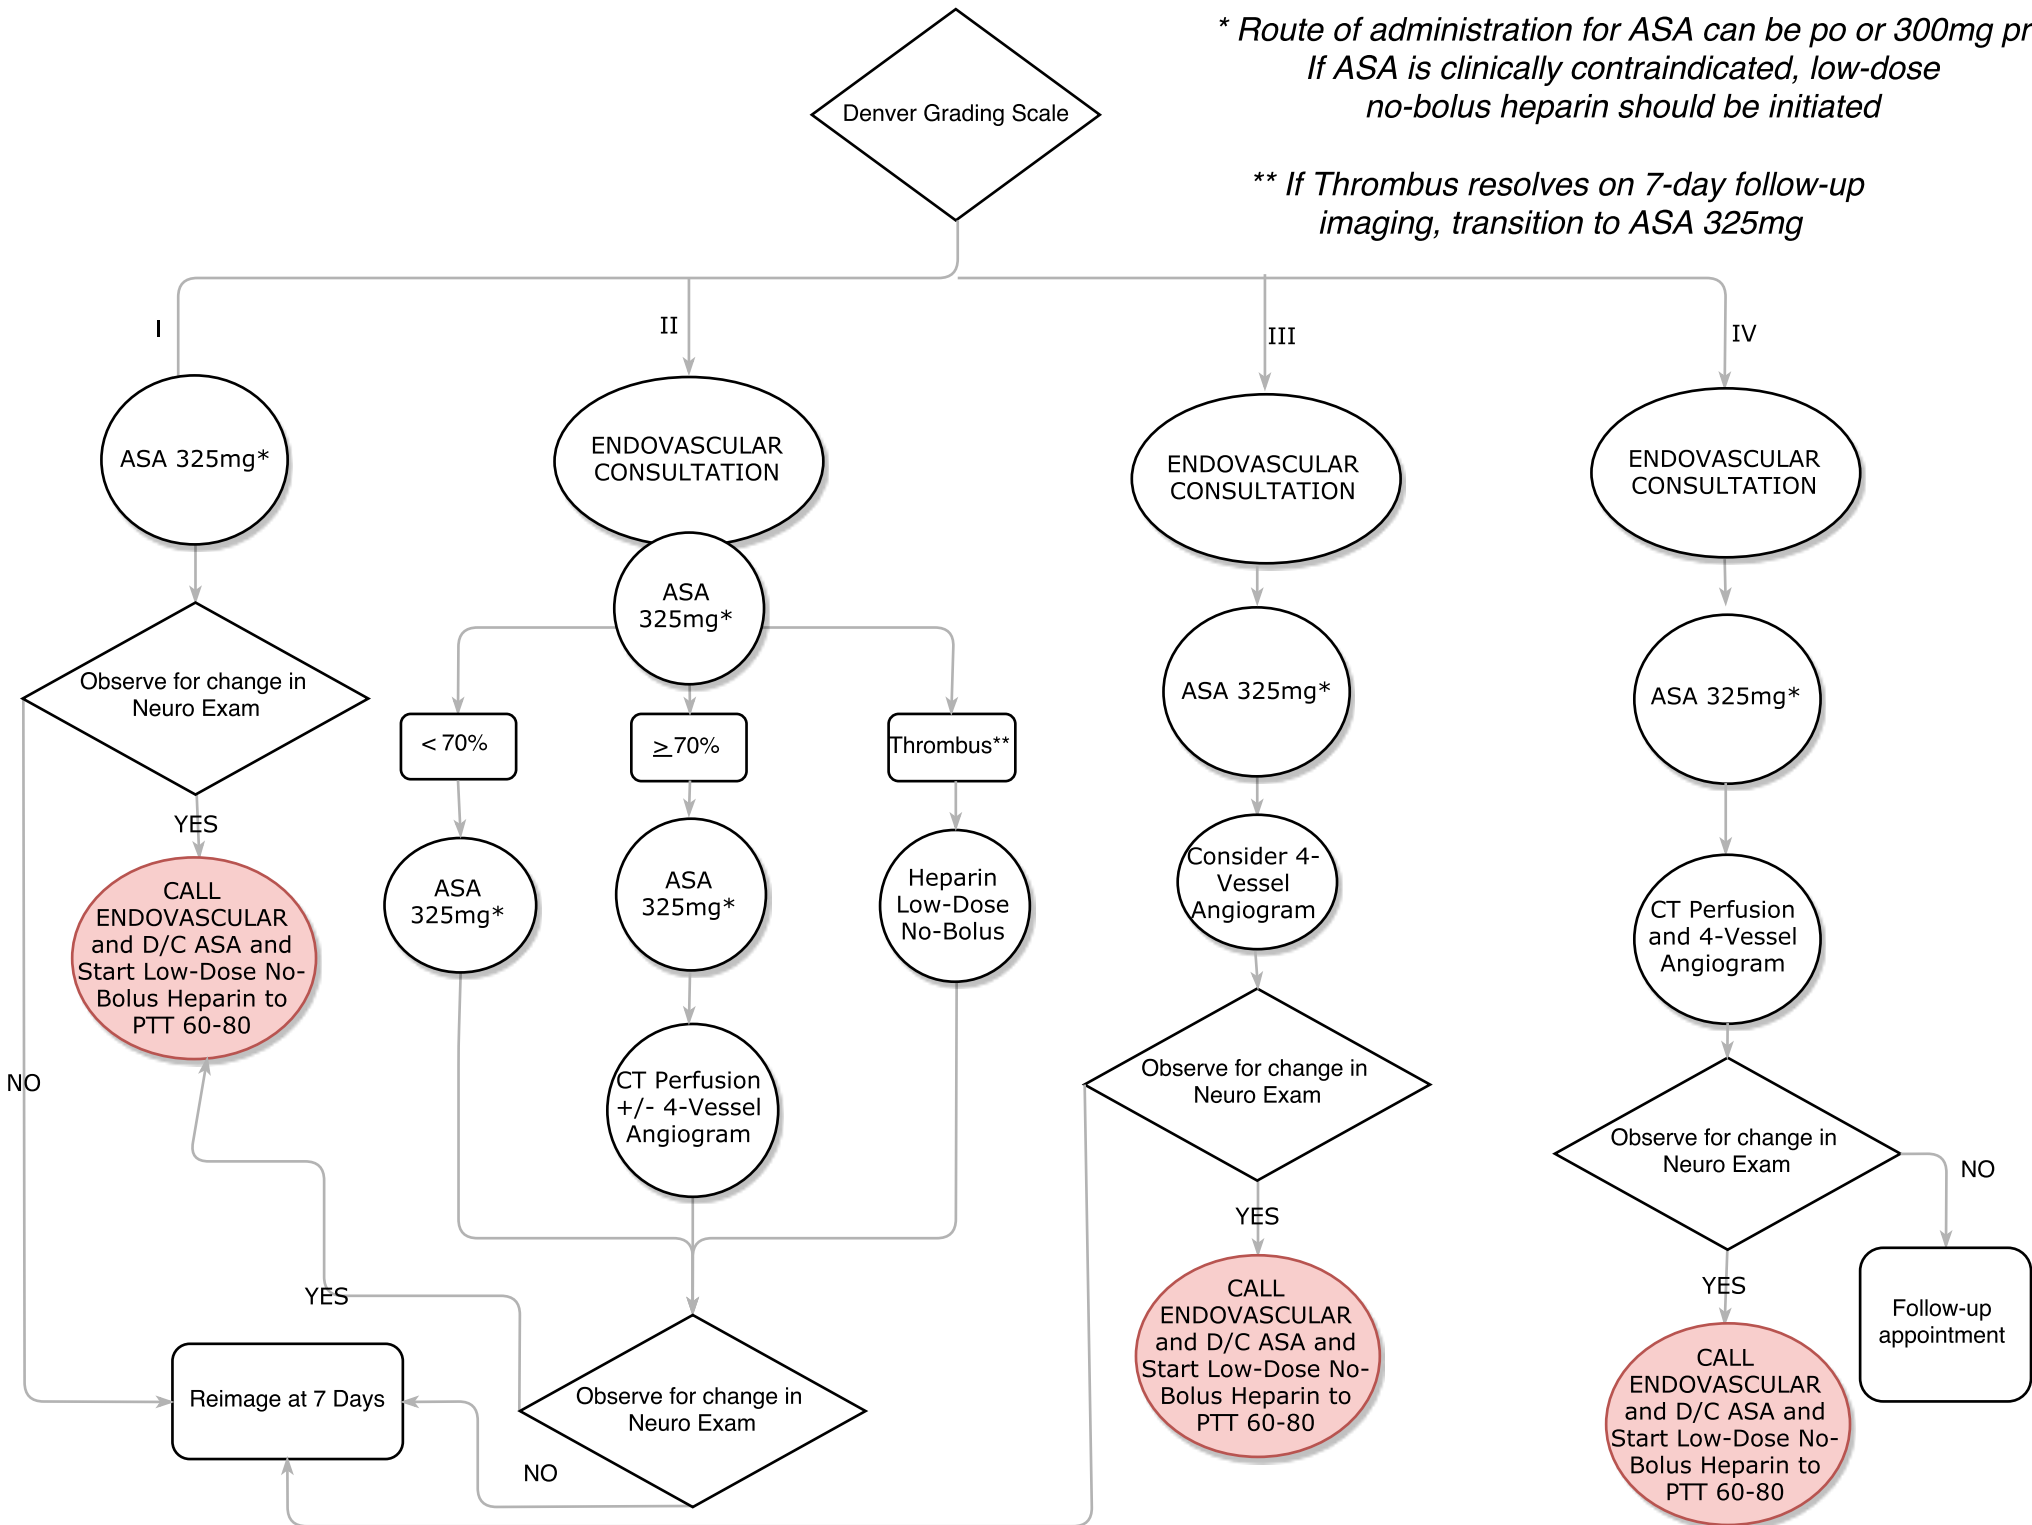 * Route of administration for ASA can be po or 300mg pr
If ASA is clinically contraindicated, low-dose
no-bolus heparin should be initiated
** If Thrombus resolves on 7-day follow-up
imaging, transition to ASA 325mg
Denver Grading Scale
I
II
III
IV
ASA 325mg*
Observe for change in
Neuro Exam
YES
CALL
ENDOVASCULAR
and D/C ASA and
Start Low-Dose No-
Bolus Heparin to
PTT 60-80
NO
ENDOVASCULAR
CONSULTATION
ASA
325mg*
< 70%
≥ 70%
Thrombus**
ASA
325mg*
ASA
325mg*
Heparin
Low-Dose
No-Bolus
CT Perfusion
+/- 4-Vessel
Angiogram
YES
Observe for change in
Neuro Exam
NO
Reimage at 7 Days
ENDOVASCULAR
CONSULTATION
ASA 325mg*
Consider 4-
Vessel
Angiogram
Observe for change in
Neuro Exam
YES
CALL
ENDOVASCULAR
and D/C ASA and
Start Low-Dose No-
Bolus Heparin to
PTT 60-80
ENDOVASCULAR
CONSULTATION
ASA 325mg*
CT Perfusion
and 4-Vessel
Angiogram
Observe for change in
Neuro Exam
NO
Follow-up
appointment
YES
CALL
ENDOVASCULAR
and D/C ASA and
Start Low-Dose No-
Bolus Heparin to
PTT 60-80